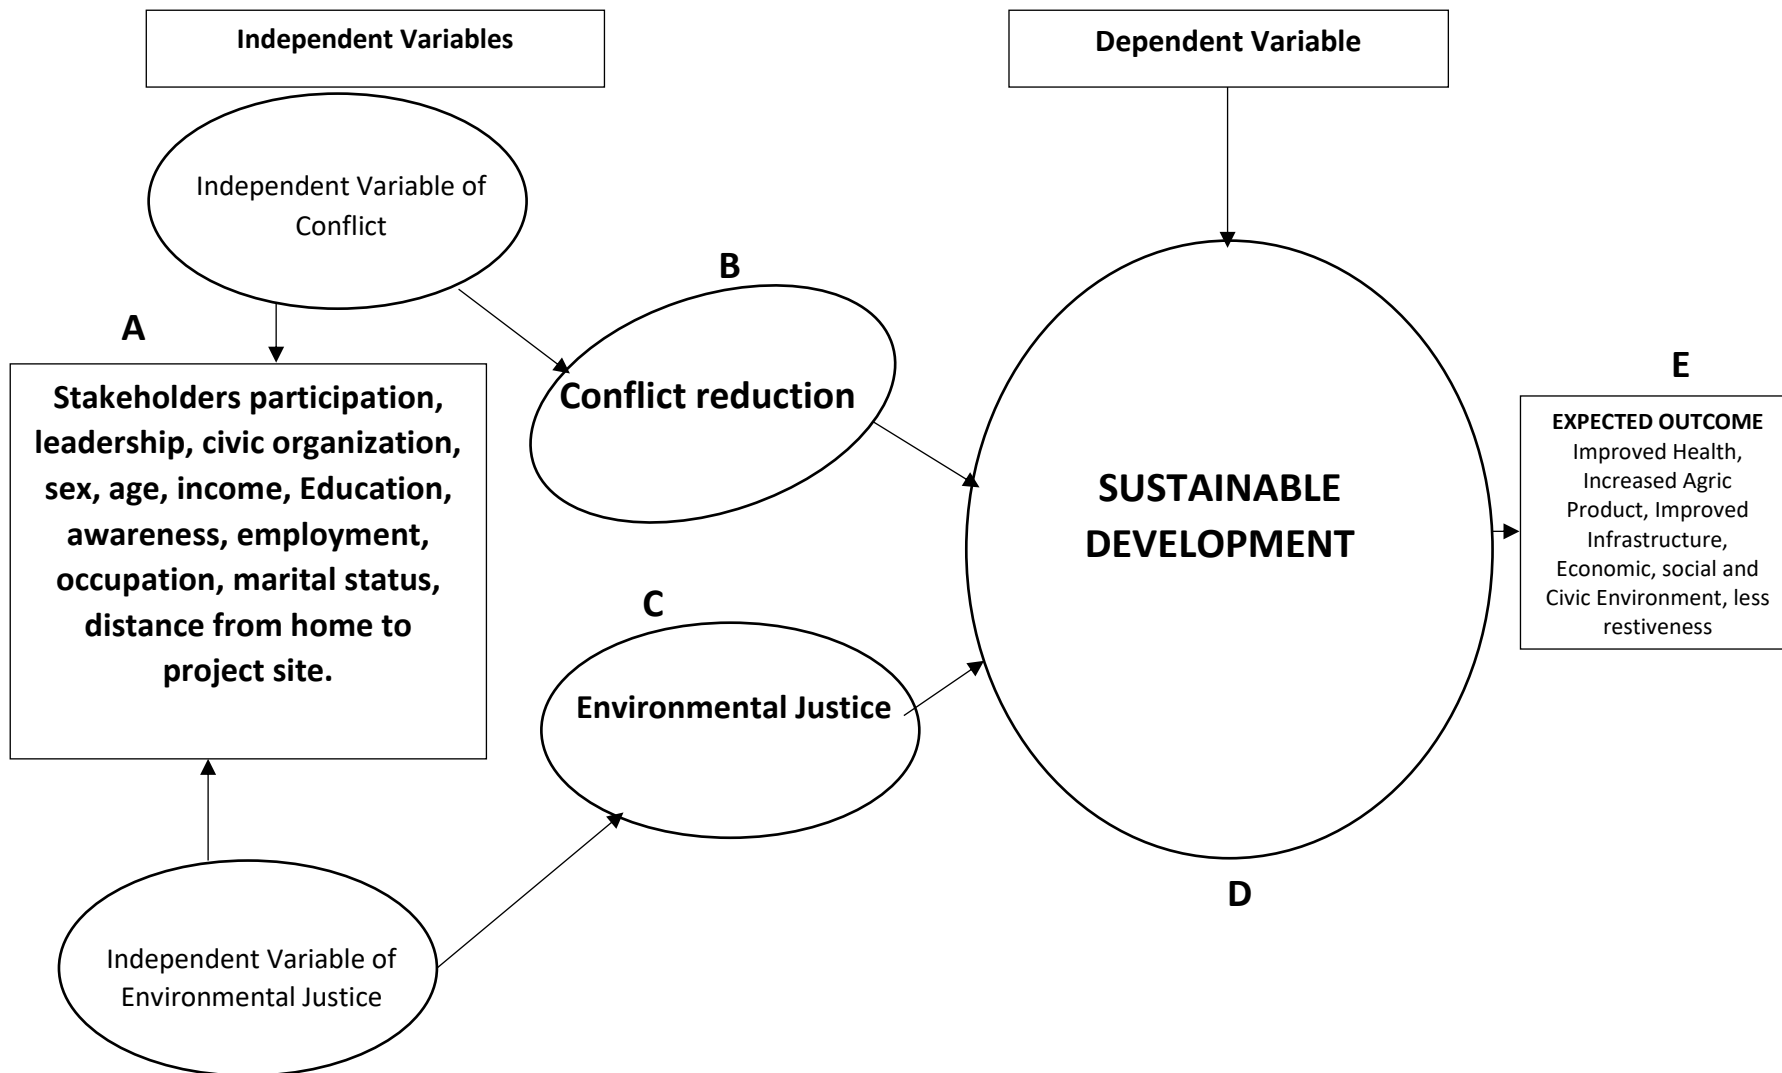 Independent Variables
Dependent Variable
Independent Variable of
Conflict
B
A
Stakeholders participation,
leadership, civic organization,
sex, age, income, Education,
awareness, employment,
occupation, marital status,
distance from home to
project site.
Conflict reduction
E
EXPECTED OUTCOME
Improved Health,
Increased Agric
Product, Improved
Infrastructure,
Economic, social and
Civic Environment, less
restiveness
SUSTAINABLE
DEVELOPMENT
C
Environmental Justice
D
Independent Variable of
Environmental Justice